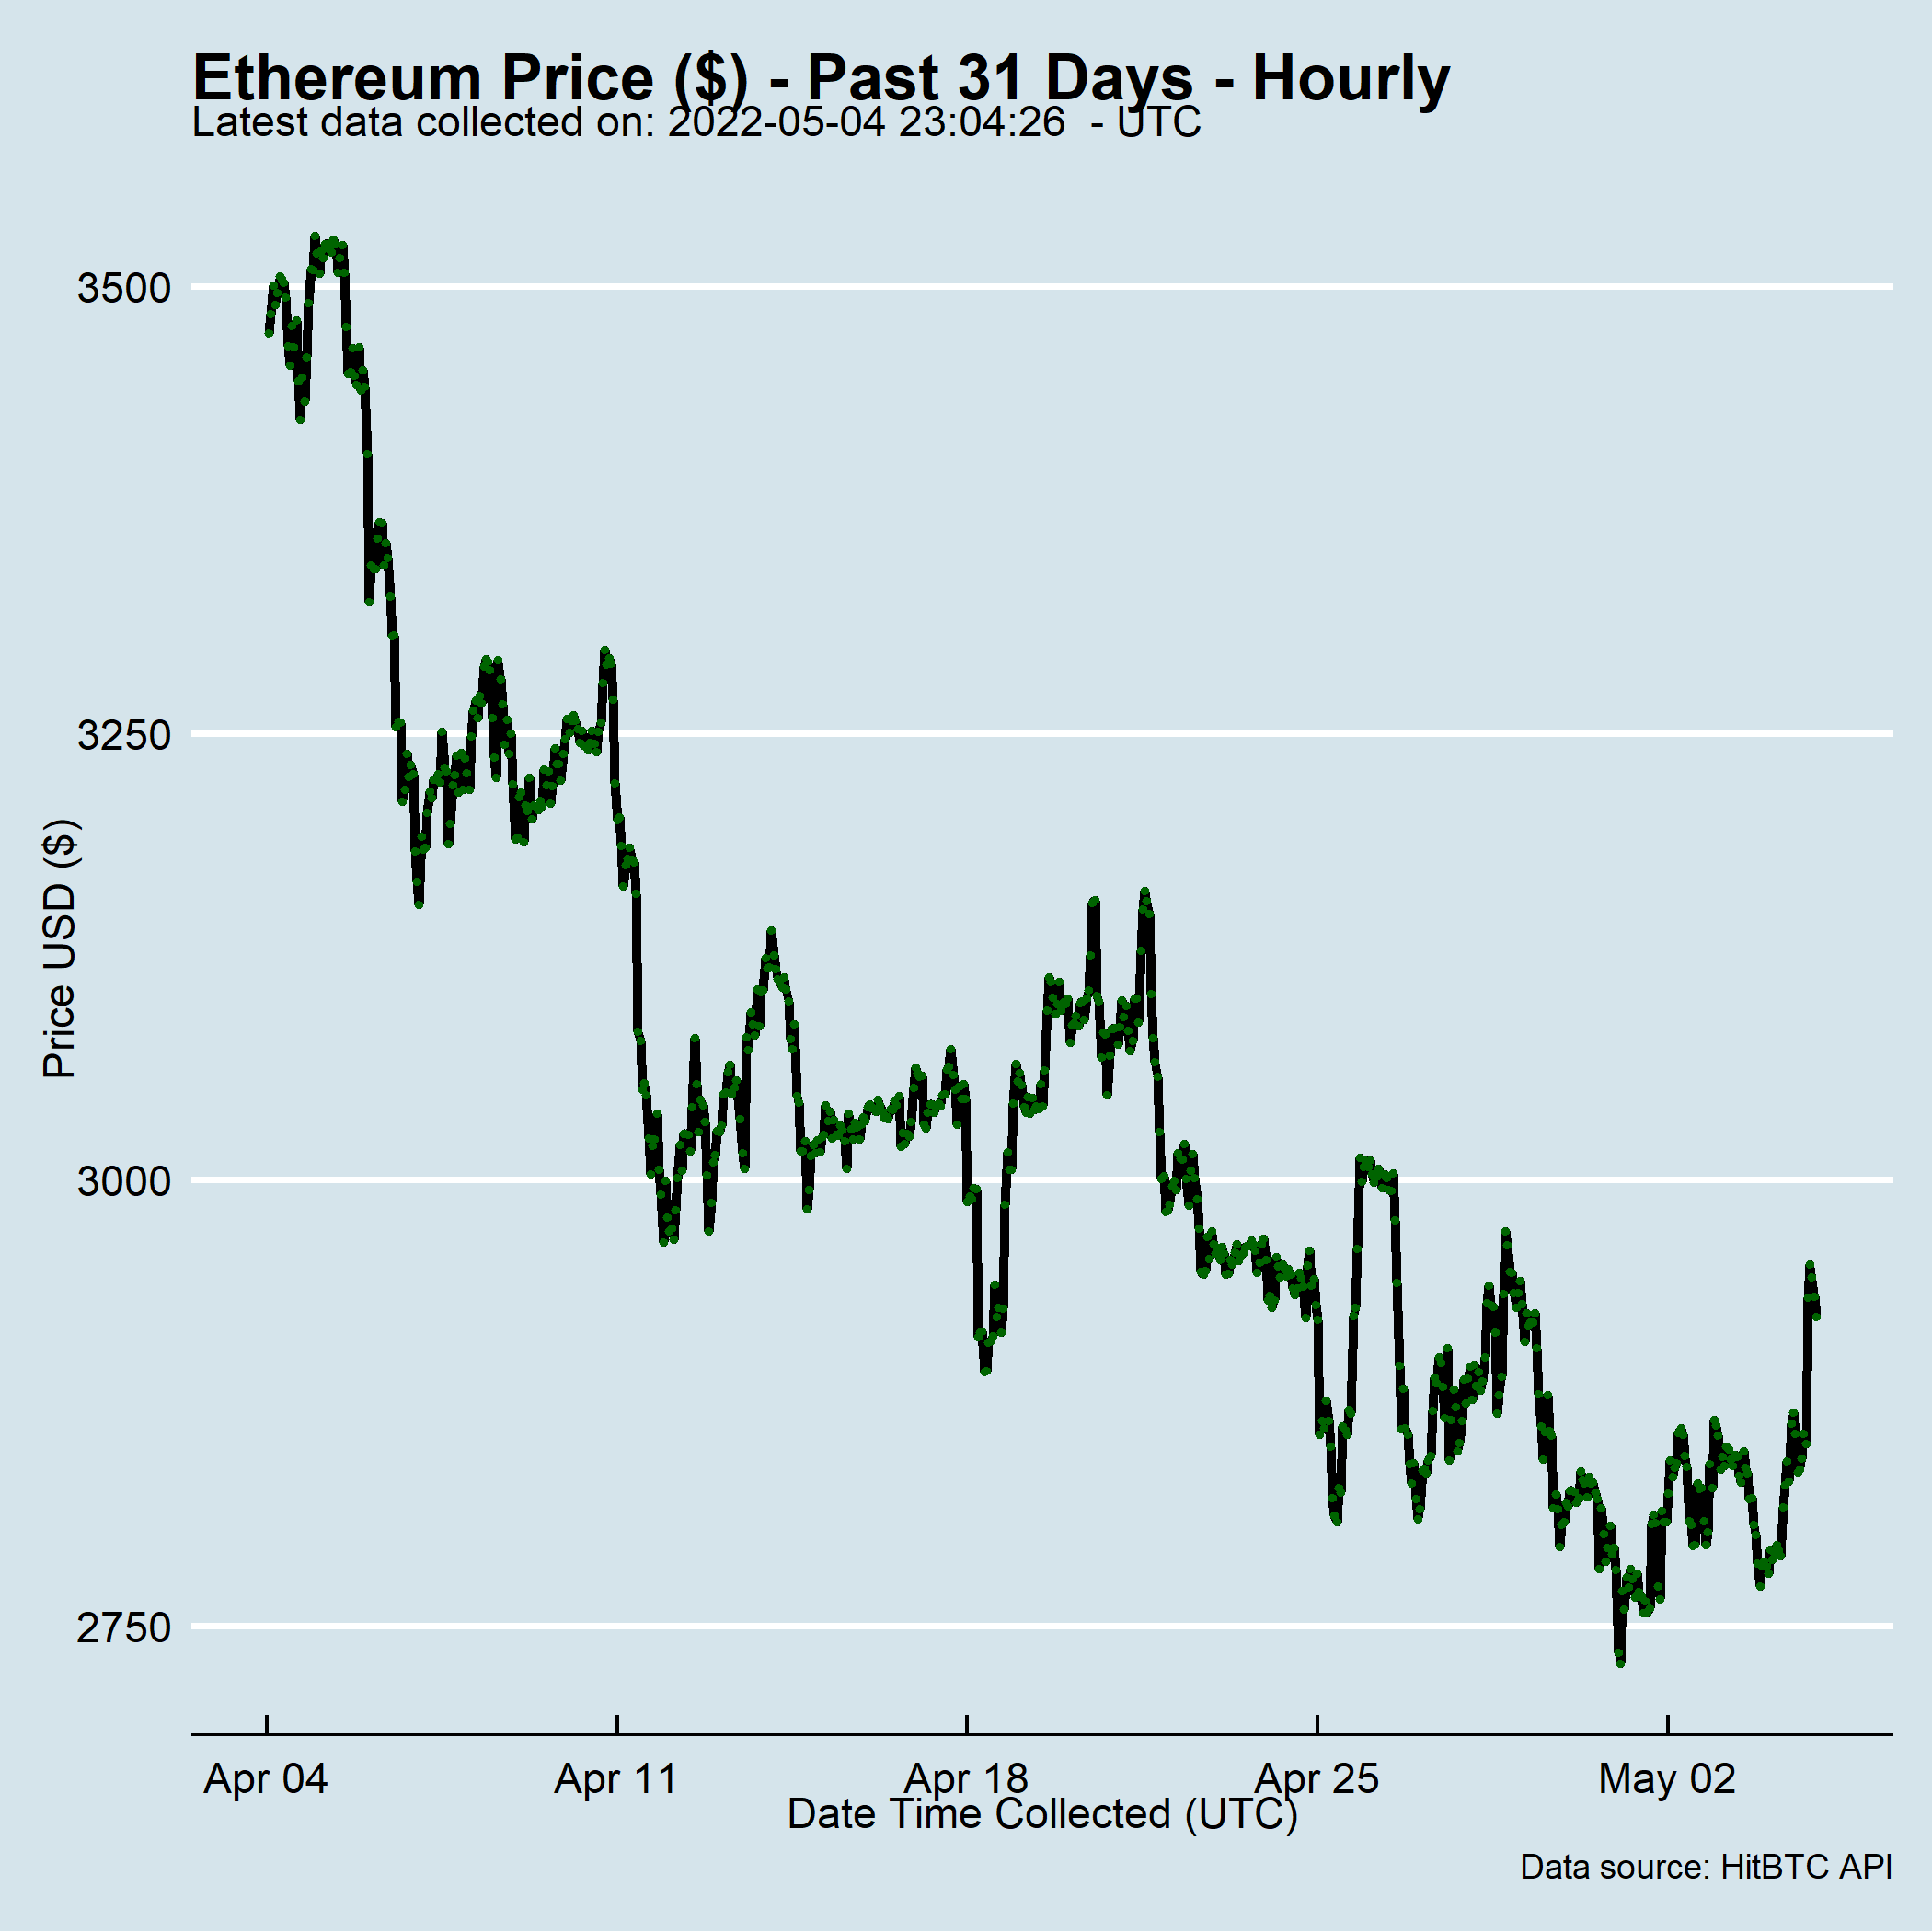 Ethereum Price ($) - Past 31 Days - Hourly
Latest data collected on: 2022-05-04 23:04:26  - UTC
3500
3250
3000
2750
Price USD ($)
Apr 04
Apr 11
Apr 18
Apr 25
May 02
Date Time Collected (UTC)
Data source: HitBTC API